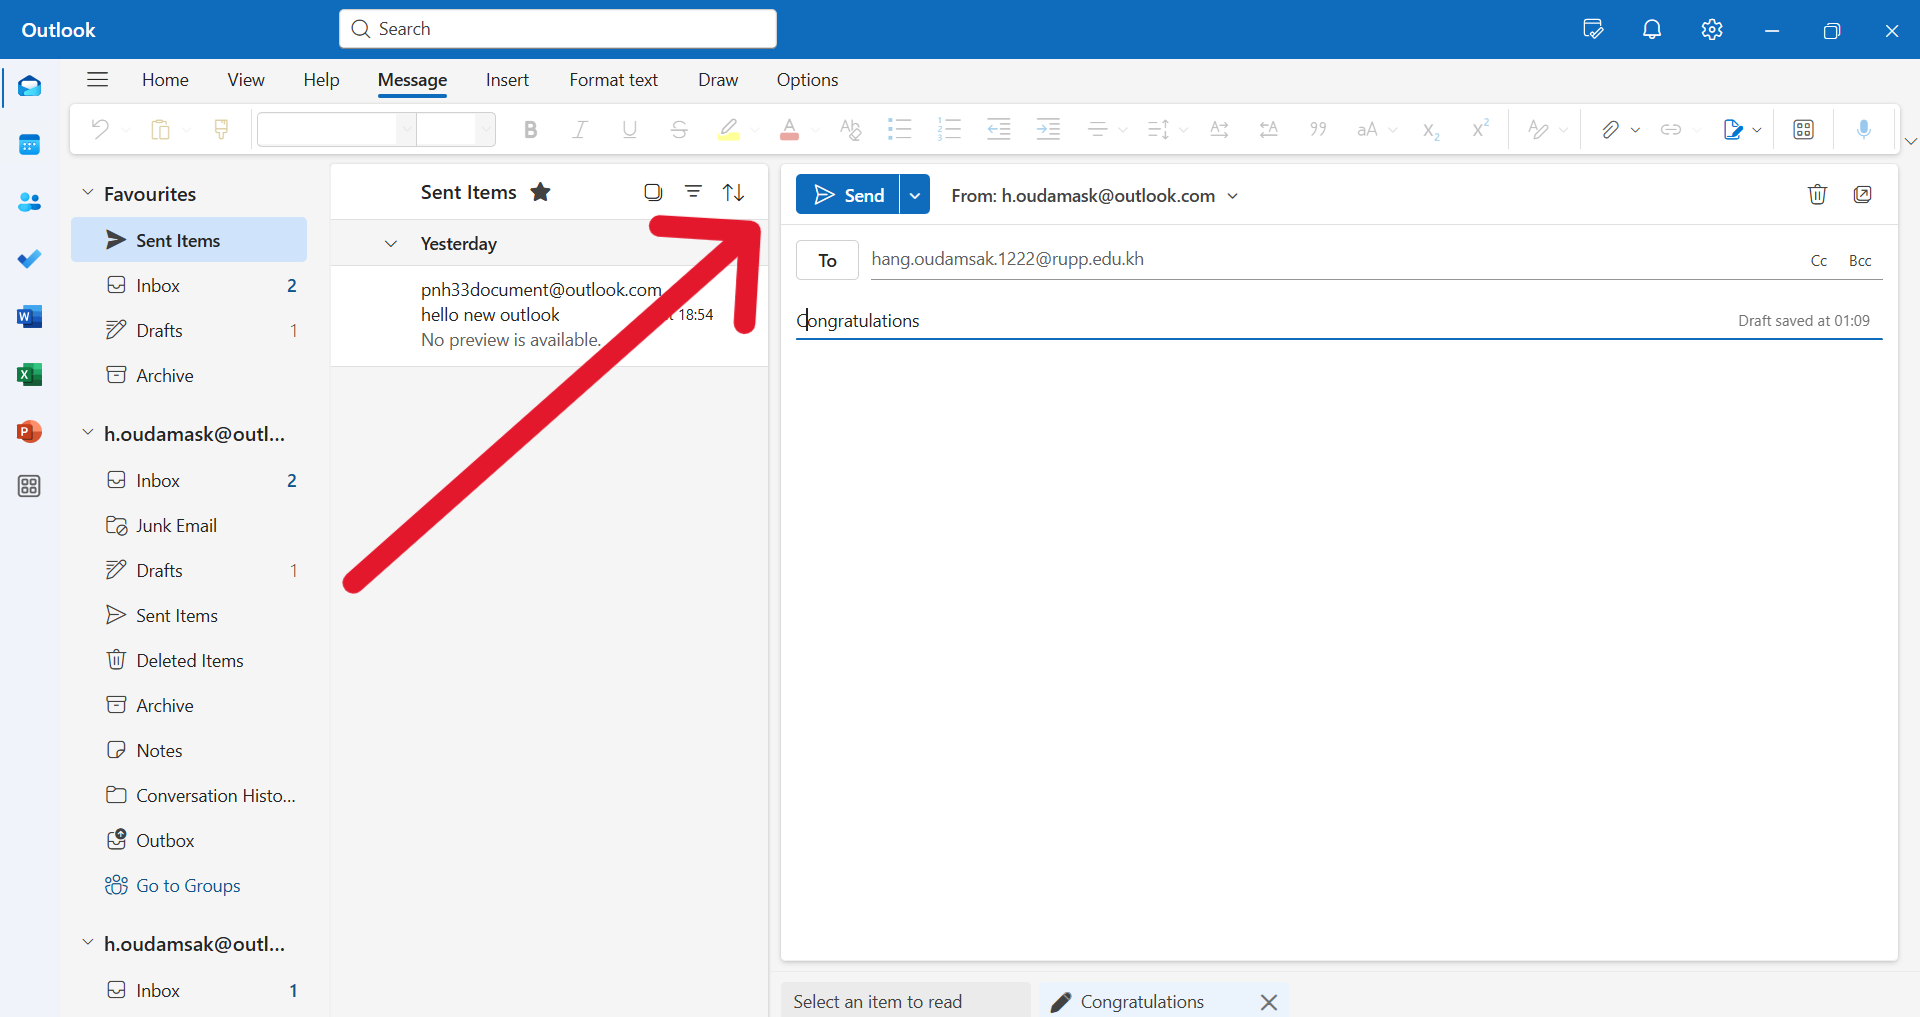 Outlook
Search
Home View Help Message Insert Format text Draw Options
Favourites
Sent Items
Inbox 2
Drafts 1
Archive
h.oudamask@outl...
Inbox 2
Junk Email
Drafts 1
Sent Items
Deleted Items
Archive
Notes
Conversation Histo...
Outbox
Go to Groups
h.oudamsak@outl...
Inbox 1
Sent Items
Yesterday
pnh33document@outlook.com
hello new outlook
18:54
No preview is available.
Send From: h.oudamask@outlook.com
To hang.oudamsak.1222@rupp.edu.kh Cc Bcc
Congratulations Draft saved at 01:09
Select an item to read Congratulations